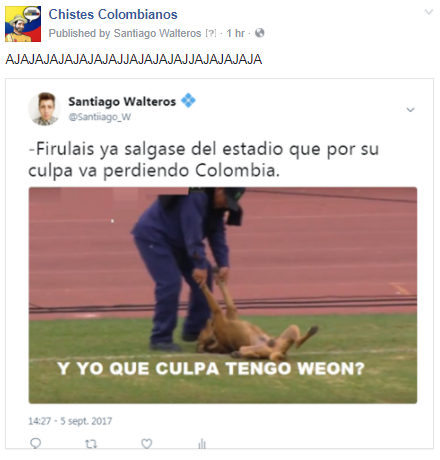 Chistes Colombianos
Published by Santiago Walteros [?] · 1 hr ·
AJAJAJAJAJAJAJAJJAJAJAJAJJAJAJAJAJA
Santiago Walteros
@Santiiago_W
-Firulais ya salgase del estadio que por su
culpa va perdiendo Colombia.
Y YO QUE CULPA TENGO WEON?
14:27 - 5 sept. 2017